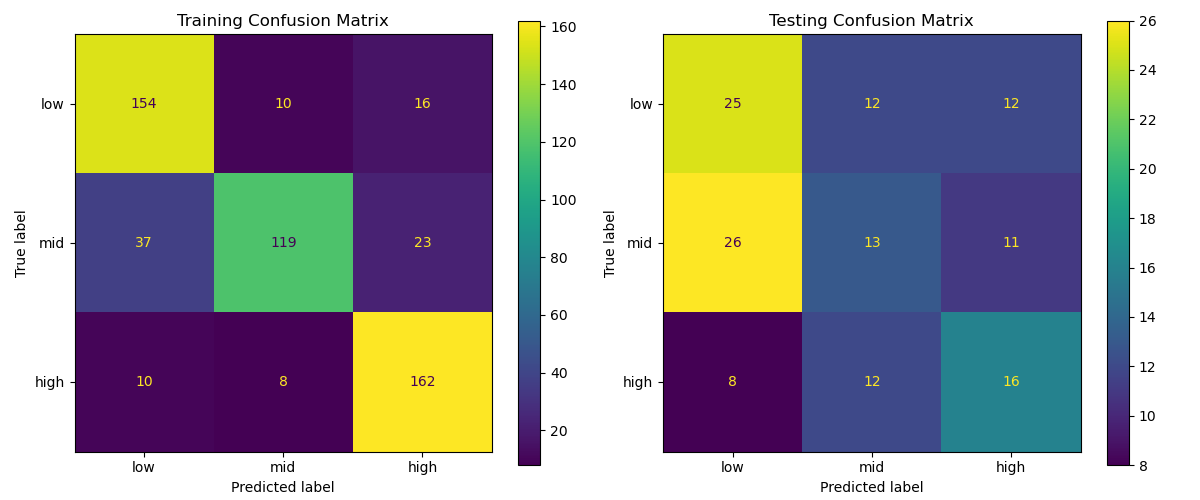 Training Confusion Matrix
low 154 10 16
mid 37 119 23
high 10 8 162
low mid high
Predicted label
True label
160
140
120
100
80
60
40
20
Testing Confusion Matrix
low 25 12 12
mid 26 13 11
high 8 12 16
low mid high
Predicted label
True label
26
24
22
20
18
16
14
12
10
8